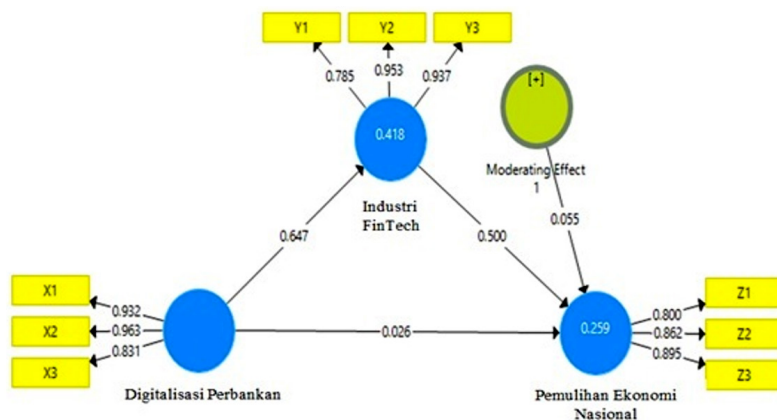 Y1
Y2
Y3
0.785
0.953
0.937
[+]
0.418
Moderating Effect
1
Industri
FinTech
0.055
0.647
0.500
X1
X2
X3
0.932
0.963
0.831
0.026
0.259
0.800
0.862
0.895
Z1
Z2
Z3
Digitalisasi Perbankan
Pemulihan Ekonomi
Nasional